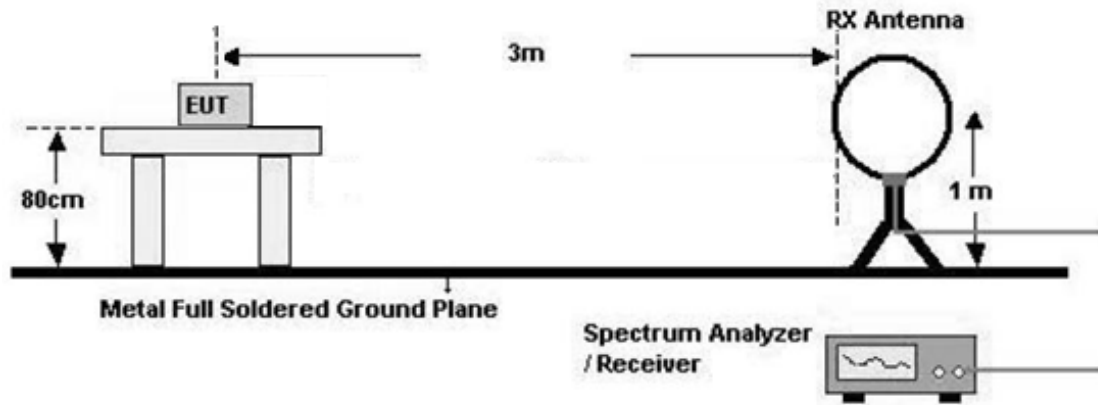 RX Antenna
3m
EUT
80cm
1 m
Metal Full Soldered Ground Plane
Spectrum Analyzer
/ Receiver